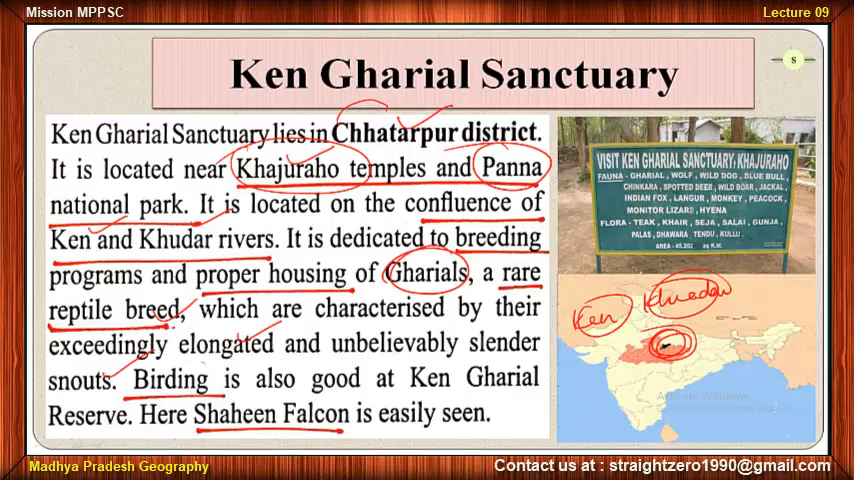 Mission MPPSC
Lecture 09
Ken Gharial Sanctuary
8
Ken Gharial Sanctuary lies in Chhatarpur district.
It is located near Khajuraho temples and Panna
national park. It is located on the confluence of
Ken and Khudar rivers. It is dedicated to breeding
programs and proper housing of Gharials, a rare
reptile breed, which are characterised by their
exceedingly elongated and unbelievably slender
snouts. Birding is also good at Ken Gharial
Reserve. Here Shaheen Falcon is easily seen.
VISIT KEN GHARIAL SANCTUARY, KHAJURAHO
FAUNA - GHARIAL, WOLF, WILD DOG, BLUE BULL,
CHINKARA, SPOTTED DEER, WILD BOAR, JACKAL,
INDIAN FOX, LANGUR, MONKEY, PEACOCK,
MONITOR LIZARD, HYENA
FLORA - TEAK, KHAIR, SEJA, SALAI, GUNJA,
PALAS, DHAWARA, TENDU, KULLU
AREA - 45.202 sq K.M.
Ken
Activate Windows
Madhya Pradesh Geography
Contact us at : straightzero1990@gmail.com